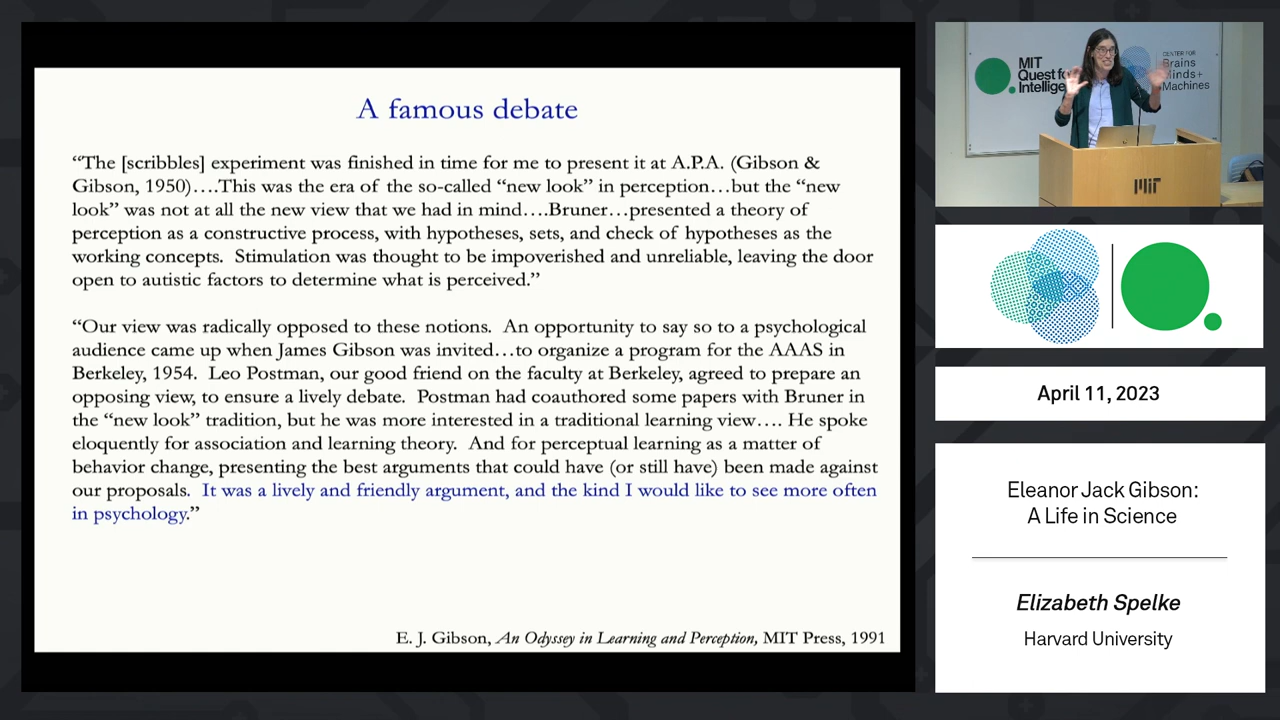 A famous debate
“The [scribbles] experiment was finished in time for me to present it at A.P.A. (Gibson &
Gibson, 1950)….This was the era of the so-called “new look” in perception…but the “new
look” was not at all the new view that we had in mind….Bruner…presented a theory of
perception as a constructive process, with hypotheses, sets, and check of hypotheses as the
working concepts.  Stimulation was thought to be impoverished and unreliable, leaving the door
open to autistic factors to determine what is perceived.”
“Our view was radically opposed to these notions.  An opportunity to say so to a psychological
audience came up when James Gibson was invited…to organize a program for the AAAS in
Berkeley, 1954.  Leo Postman, our good friend on the faculty at Berkeley, agreed to prepare an
opposing view, to ensure a lively debate.  Postman had coauthored some papers with Bruner in
the “new look” tradition, but he was more interested in a traditional learning view…. He spoke
eloquently for association and learning theory.  And for perceptual learning as a matter of
behavior change, presenting the best arguments that could have (or still have) been made against
our proposals.  It was a lively and friendly argument, and the kind I would like to see more often
in psychology.”
E. J. Gibson, An Odyssey in Learning and Perception, MIT Press, 1991
MIT
Quest fo
Intellige
CENTER FOR
Brains
Minds+
Machines
MIT
April 11, 2023
Eleanor Jack Gibson:
A Life in Science
Elizabeth Spelke
Harvard University